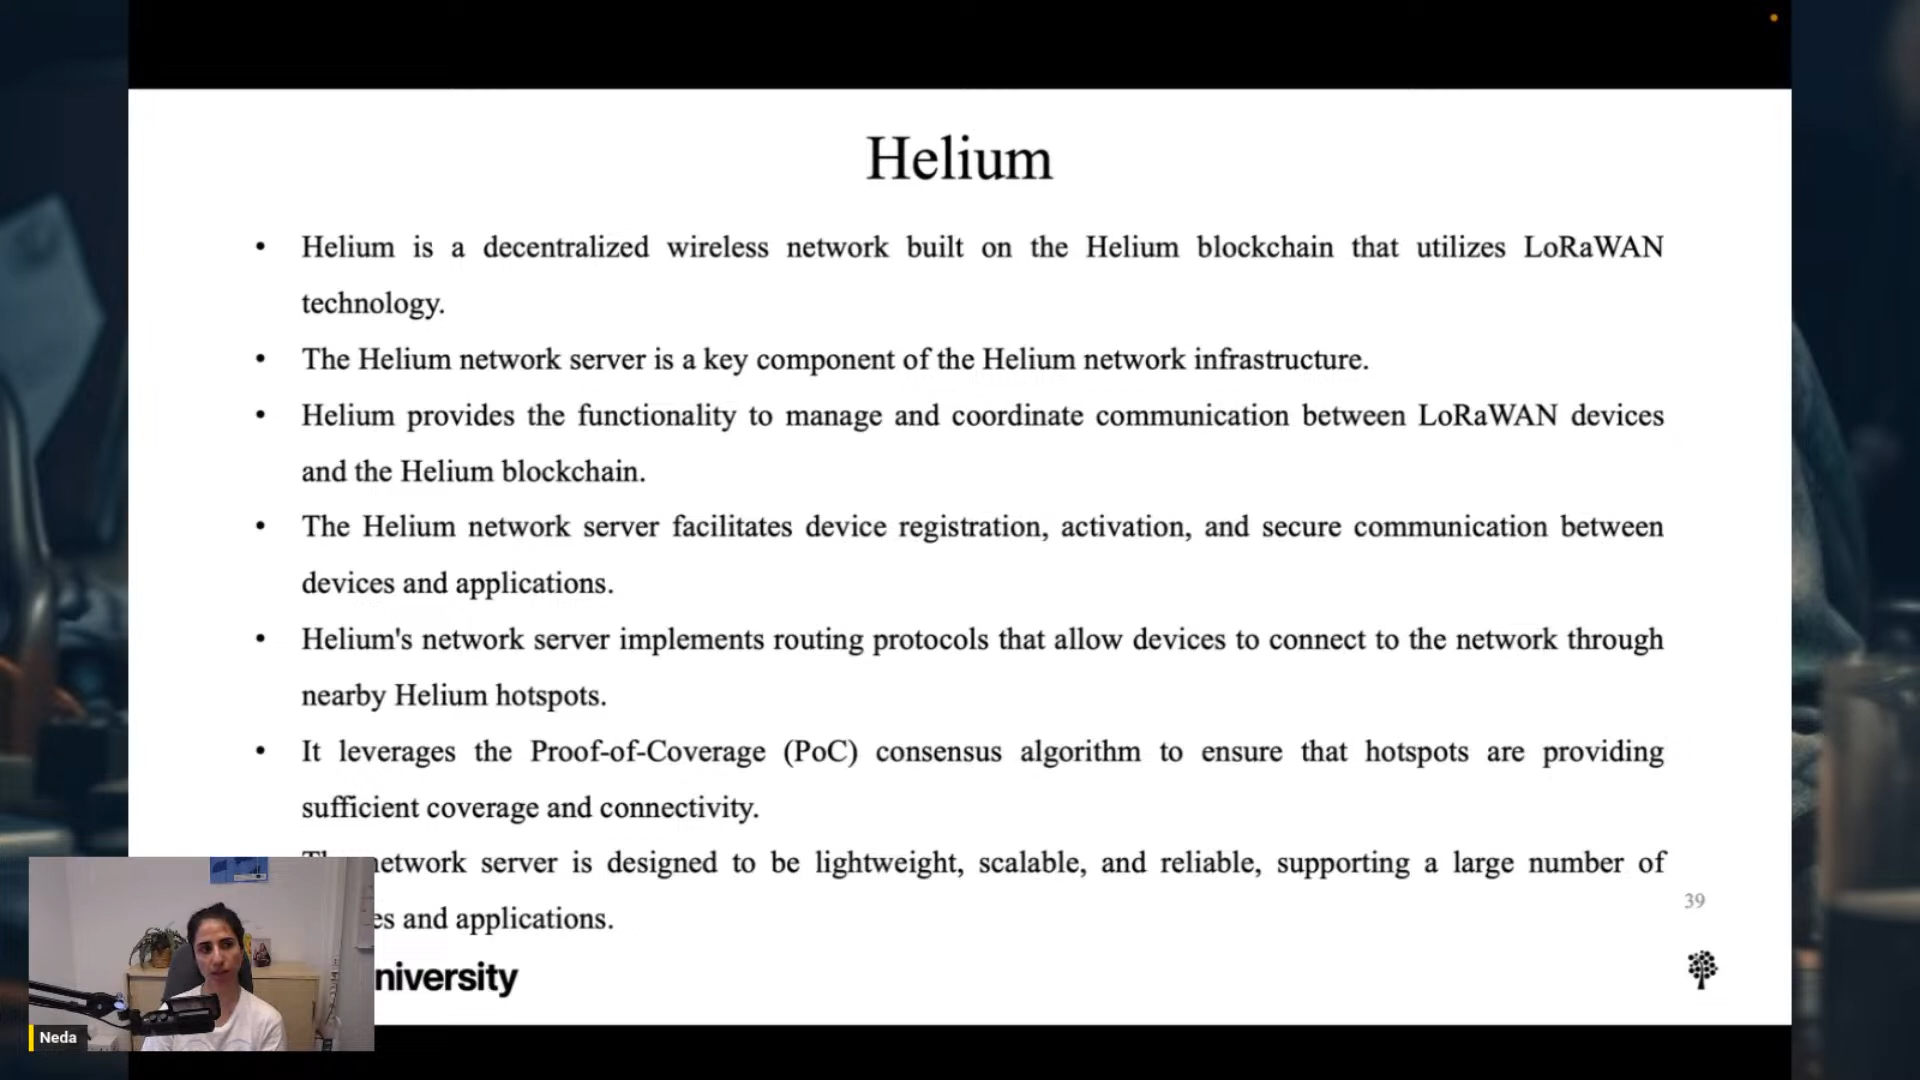 Helium
• Helium is a decentralized wireless network built on the Helium blockchain that utilizes LoRaWAN
technology.
• The Helium network server is a key component of the Helium network infrastructure.
• Helium provides the functionality to manage and coordinate communication between LoRaWAN devices
and the Helium blockchain.
• The Helium network server facilitates device registration, activation, and secure communication between
devices and applications.
• Helium's network server implements routing protocols that allow devices to connect to the network through
nearby Helium hotspots.
• It leverages the Proof-of-Coverage (PoC) consensus algorithm to ensure that hotspots are providing
sufficient coverage and connectivity.
network server is designed to be lightweight, scalable, and reliable, supporting a large number of
and applications.
39
niversity
Neda